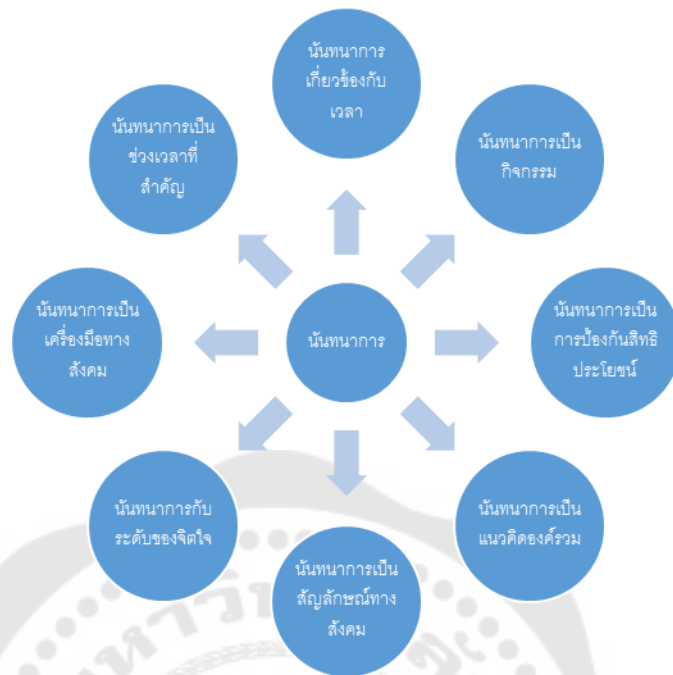 นันทนาการ
เกี่ยวข้องกับ
เวลา
นันทนาการเป็น
กิจกรรม
นันทนาการเป็น
การป้องกันสิทธิ
ประโยชน์
นันทนาการเป็น
แนวคิดองค์รวม
นันทนาการเป็น
สัญลักษณ์ทาง
สังคม
นันทนาการกับ
ระดับของจิตใจ
นันทนาการเป็น
เครื่องมือทาง
สังคม
นันทนาการเป็น
ช่วงเวลาที่
สำคัญ
นันทนาการ